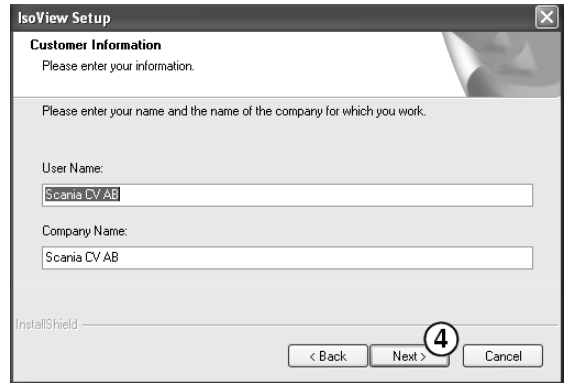 IsoView Setup
Customer Information
Please enter your information.
Please enter your name and the name of the company for which you work.
User Name:
Scania CV AB
Company Name:
Scania CV AB
InstallShield
< Back
Next >
4
Cancel